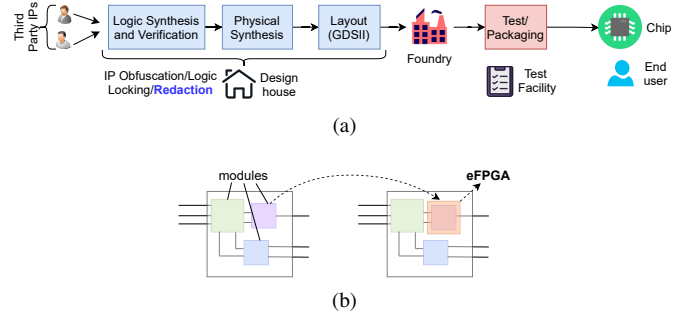 Third
Party IPs
Logic Synthesis
and Verification
Physical
Synthesis
Layout
(GDSII)
Foundry
Test/
Packaging
Chip
IP Obfuscation/Logic
Locking/Redaction
Design
house
Test
Facility
End
user
(a)
modules
eFPGA
(b)